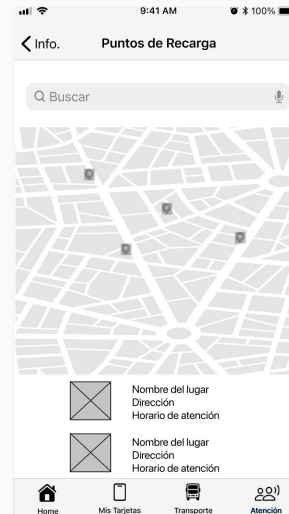 9:41 AM
100%
Info.
Puntos de Recarga
Buscar
Nombre del lugar
Dirección
Horario de atención
Nombre del lugar
Dirección
Horario de atención
Home
Mis Tarjetas
Transporte
Atención